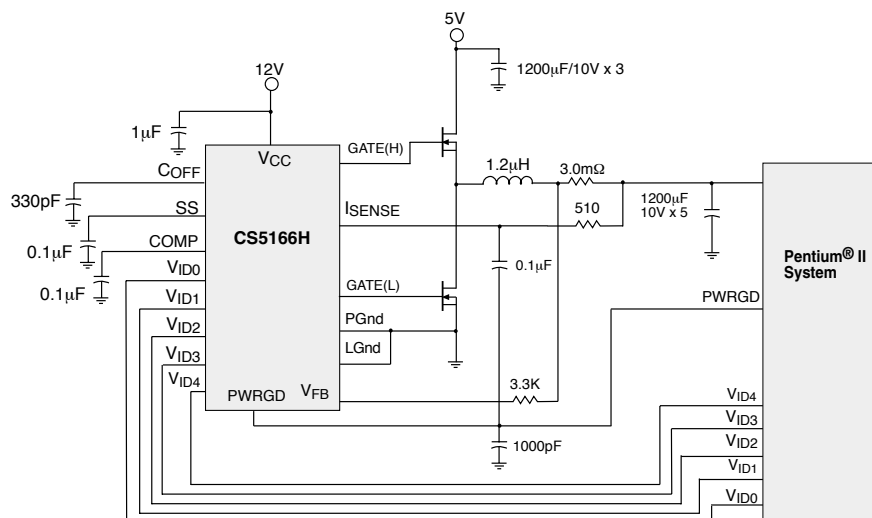 5V
1200μF/10V x 3
12V
1μF
VCC
GATE(H)
COFF
330pF
1.2μH
3.0mΩ
SS
ISENSE
510
1200μF
10V x 5
COMP
CS5166H
0.1μF
0.1μF
0.1μF
Pentium® II
System
VID0
VID1
GATE(L)
PWRGD
VID2
PGnd
VID3
LGnd
VID4
PWRGD
VFB
3.3K
1000pF
VID4
VID3
VID2
VID1
VID0